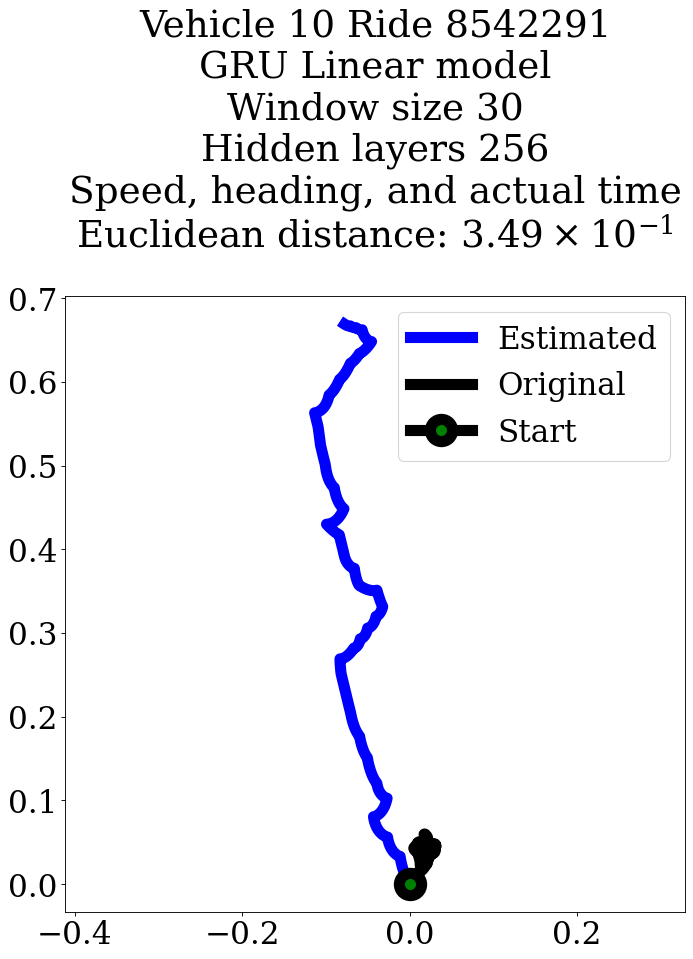 Vehicle 10 Ride 8542291
GRU Linear model
Window size 30
Hidden layers 256
Speed, heading, and actual time
Euclidean distance: 3.49 × 10⁻¹
Estimated
Original
Start
0.7
0.6
0.5
0.4
0.3
0.2
0.1
0.0
−0.4 −0.2 0.0 0.2